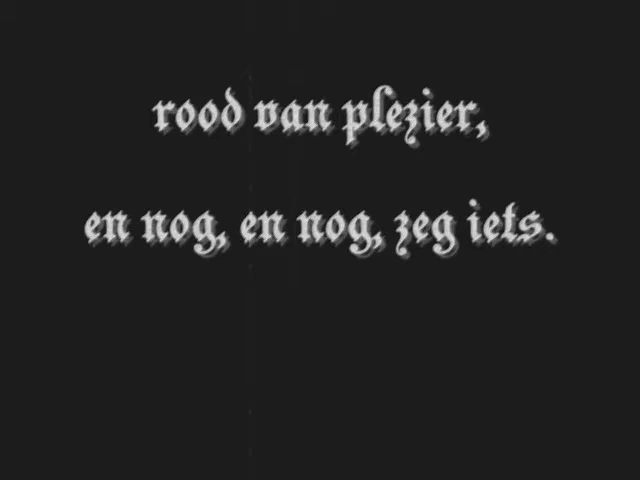 rood van plezier,
en nog, en nog, zeg iets.